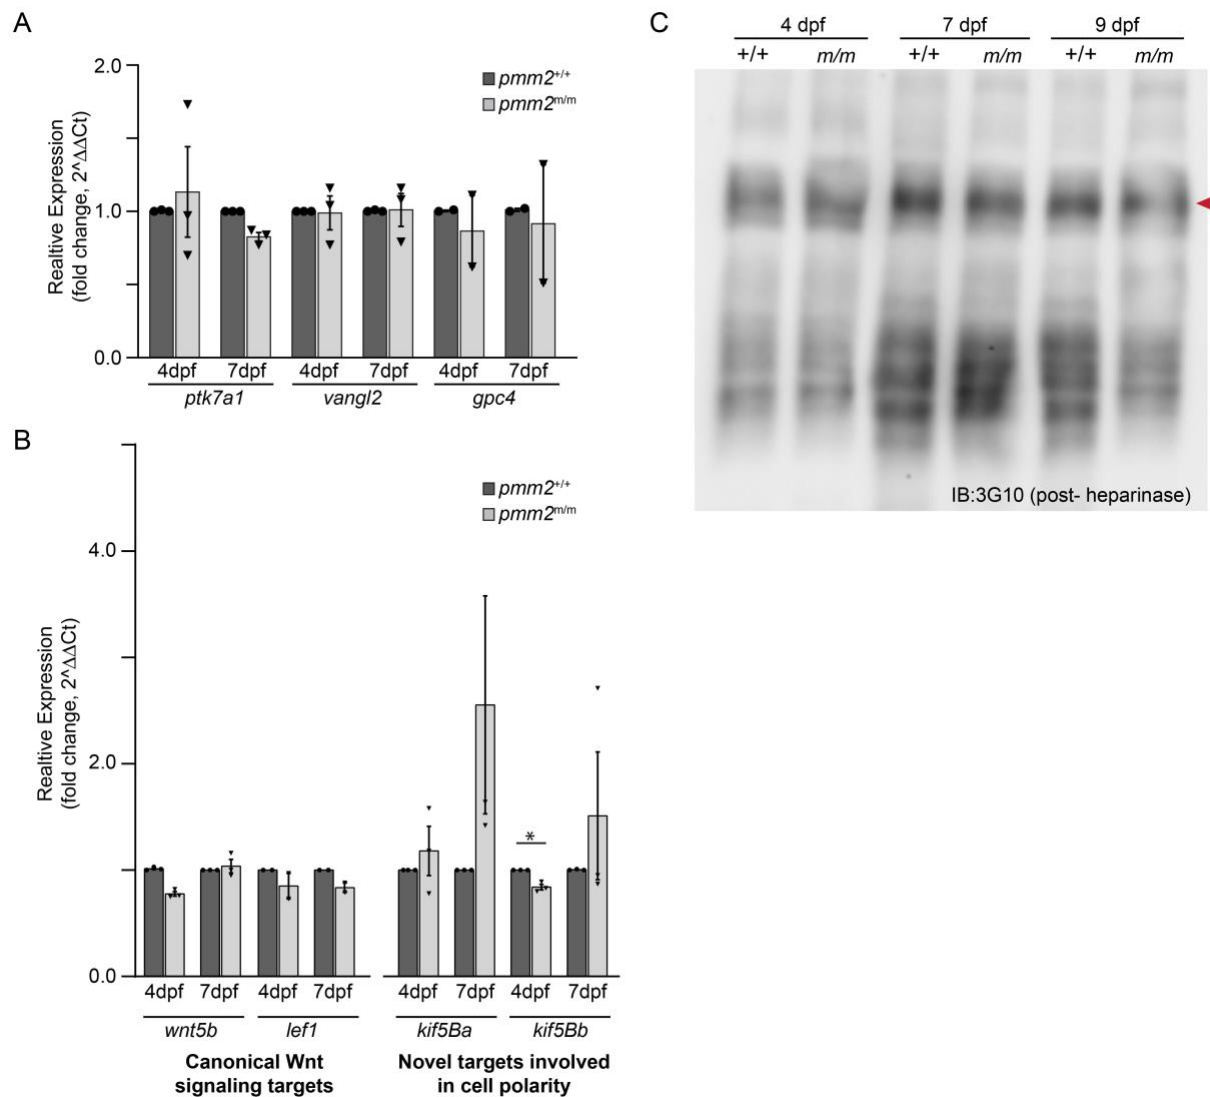 A
2.0
1.0
0.0
Realtive Expression
(fold change, 2^ΔΔCt)
pmm2+/+
pmm2m/m
4dpf 7dpf 4dpf 7dpf 4dpf 7dpf
ptk7a1 vangl2 gpc4
B
4.0
2.0
0.0
Realtive Expression
(fold change, 2^ΔΔCt)
pmm2+/+
pmm2m/m
*
4dpf 7dpf 4dpf 7dpf 4dpf 7dpf 4dpf 7dpf
wnt5b lef1 kif5Ba kif5Bb
Canonical Wnt
signaling targets
Novel targets involved
in cell polarity
C
4 dpf 7 dpf 9 dpf
+/+ m/m +/+ m/m +/+ m/m
IB:3G10 (post- heparinase)